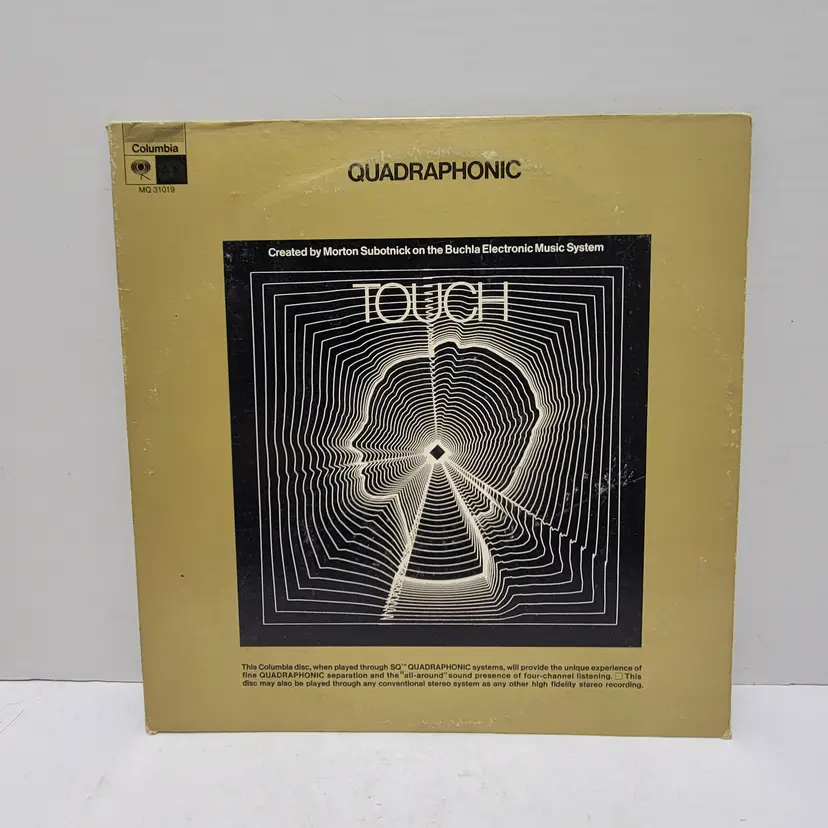 Columbia
MQ 31019
QUADRAPHONIC
Created by Morton Subotnick on the Buchla Electronic Music System
TOUCH
This Columbia disc, when played through SQ™ QUADRAPHONIC systems, will provide the unique experience of
fine QUADRAPHONIC separation and the "all-around" sound presence of four-channel listening. □ This
disc may also be played through any conventional stereo system as any other high fidelity stereo recording.